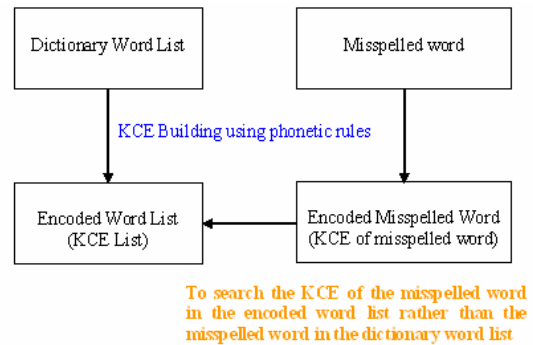 Dictionary Word List
Misspelled word
KCE Building using phonetic rules
Encoded Word List
(KCE List)
Encoded Misspelled Word
(KCE of misspelled word)
To search the KCE of the misspelled word
in the encoded word list rather than the
misspelled word in the dictionary word list